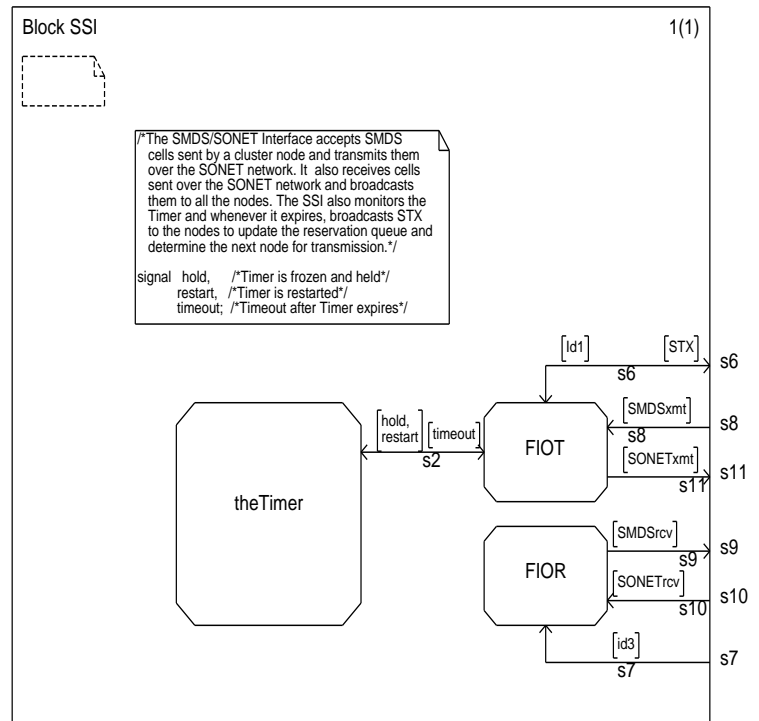 Block SSI
1(1)
/*The SMDS/SONET Interface accepts SMDS
cells sent by a cluster node and transmits them
over the SONET network. It also receives cells
sent over the SONET network and broadcasts
them to all the nodes. The SSI also monitors the
Timer and whenever it expires, broadcasts STX
to the nodes to update the reservation queue and
determine the next node for transmission.*/
signal hold, /*Timer is frozen and held*/
restart, /*Timer is restarted*/
timeout; /*Timeout after Timer expires*/
[Id1] [STX]
s6 s6
[SMDSxmt]
s8 s8
[hold,
restart] [timeout]
s2
FIOT
[SONETxmt]
s11 s11
theTimer
[SMDSrcv]
s9 s9
FIOR
[SONETrcv]
s10 s10
[id3]
s7 s7